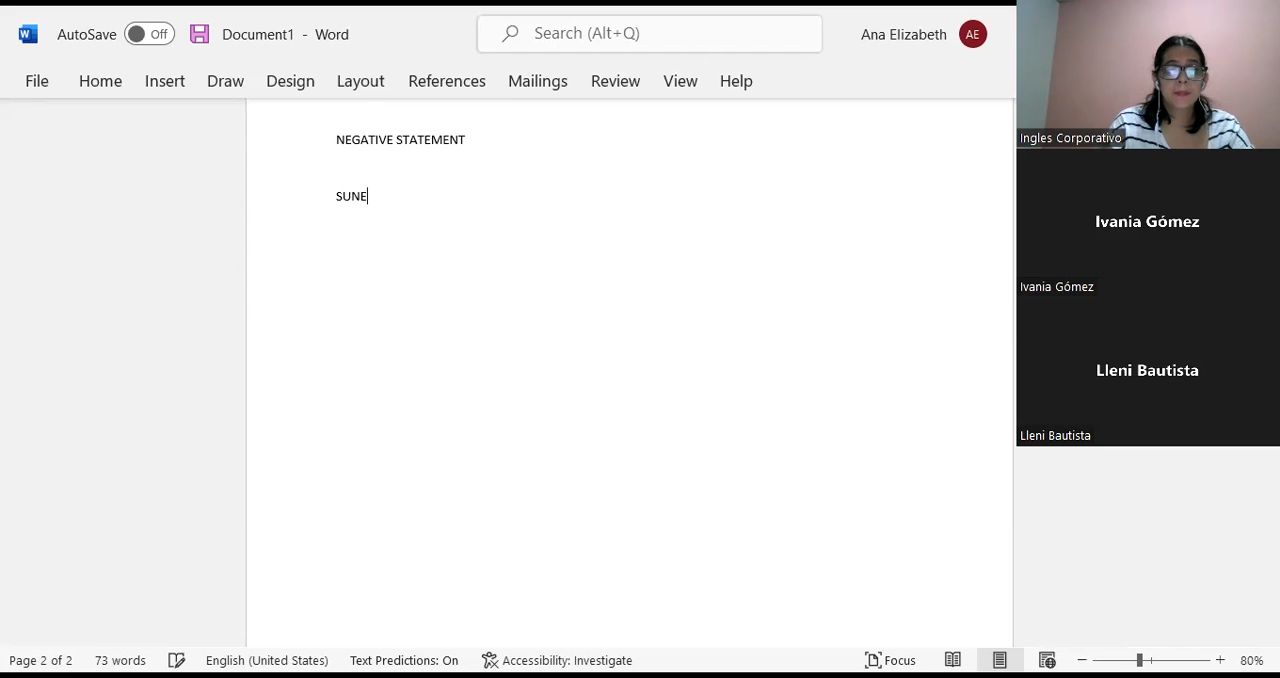 AutoSave Off Document1 - Word Search (Alt+Q) Ana Elizabeth AE
File Home Insert Draw Design Layout References Mailings Review View Help
NEGATIVE STATEMENT
SUNE
Ingles Corporativo
Ivania Gómez
Ivania Gómez
Lleni Bautista
Lleni Bautista
Page 2 of 2 73 words English (United States) Text Predictions: On Accessibility: Investigate Focus 80%